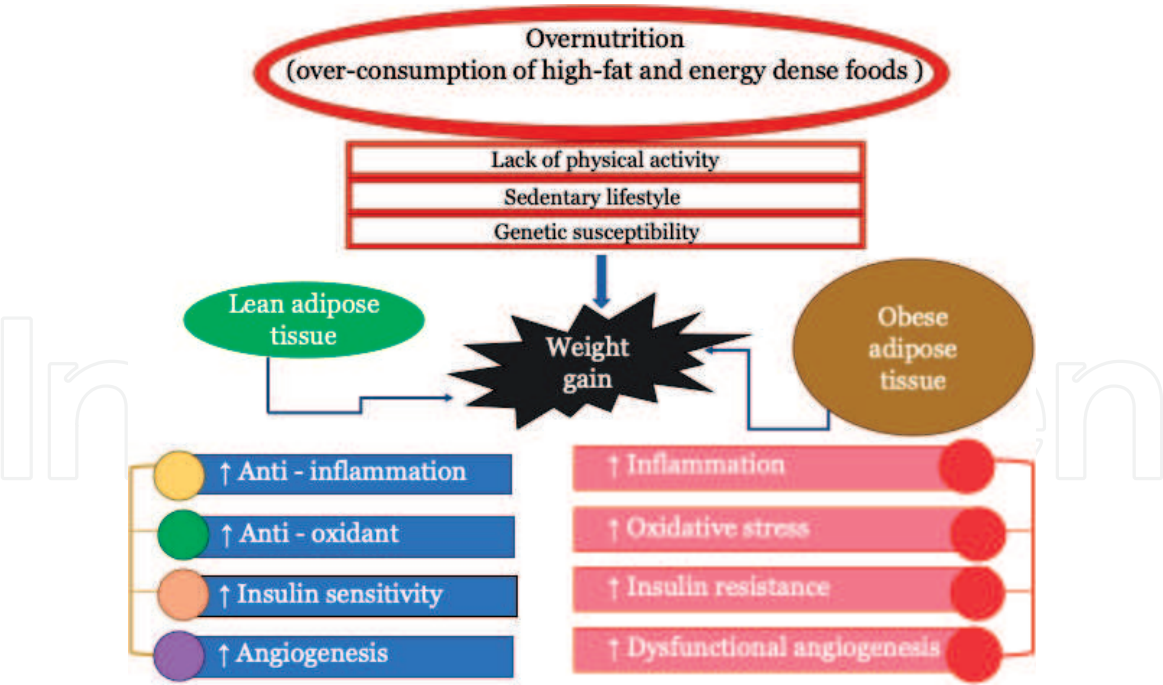 Overnutrition
(over-consumption of high-fat and energy dense foods )
Lack of physical activity
Sedentary lifestyle
Genetic susceptibility
Lean adipose
tissue
Weight
gain
Obese
adipose
tissue
↑ Anti - inflammation
↑ Anti - oxidant
↑ Insulin sensitivity
↑ Angiogenesis
↑ Inflammation
↑ Oxidative stress
↑ Insulin resistance
↑ Dysfunctional angiogenesis